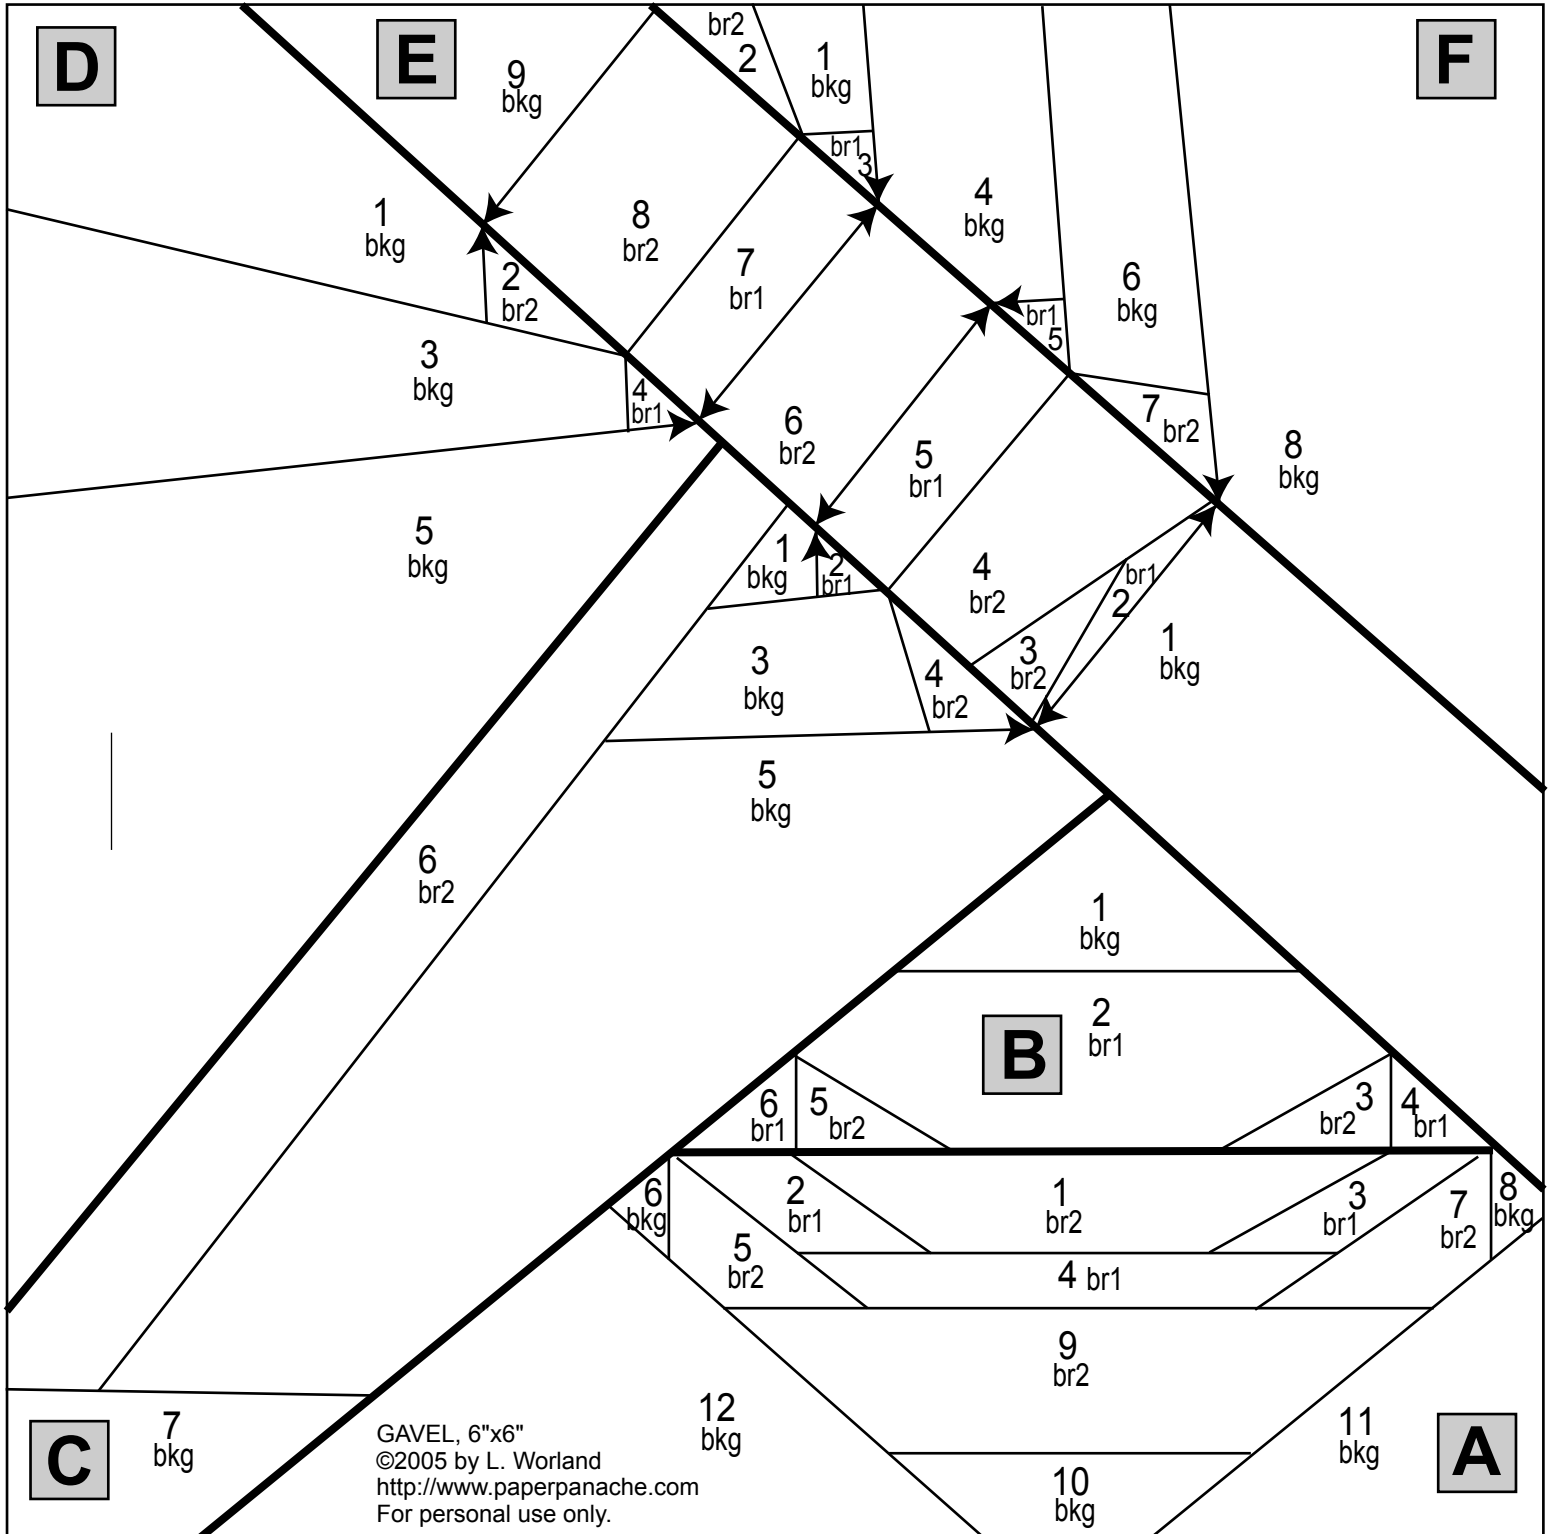 D
E
F
br2
2
1
bkg
9
bkg
br1
3
4
bkg
1
bkg
8
br2
7
br1
2
br2
6
bkg
br1
5
3
bkg
4
br1
6
br2
7
br2
8
bkg
5
br1
5
bkg
1
bkg
2
br1
4
br2
br1
2
3
br2
1
bkg
3
bkg
4
br2
5
bkg
6
br2
1
bkg
2
br1
B
6
br1
5
br2
3
br2
4
br1
6
bkg
2
br1
1
br2
3
br1
7
br2
8
bkg
5
br2
4 br1
9
br2
12
bkg
11
bkg
10
bkg
A
C
7
bkg
GAVEL, 6"x6"
©2005 by L. Worland
http://www.paperpanache.com
For personal use only.